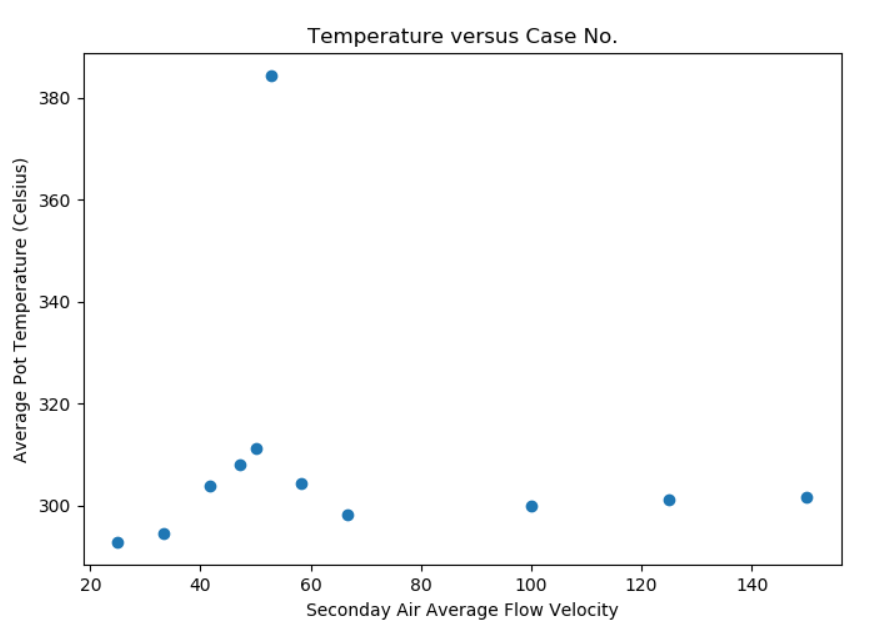 Temperature versus Case No.
380
360
340
320
300
Average Pot Temperature (Celsius)
20 40 60 80 100 120 140
Seconday Air Average Flow Velocity